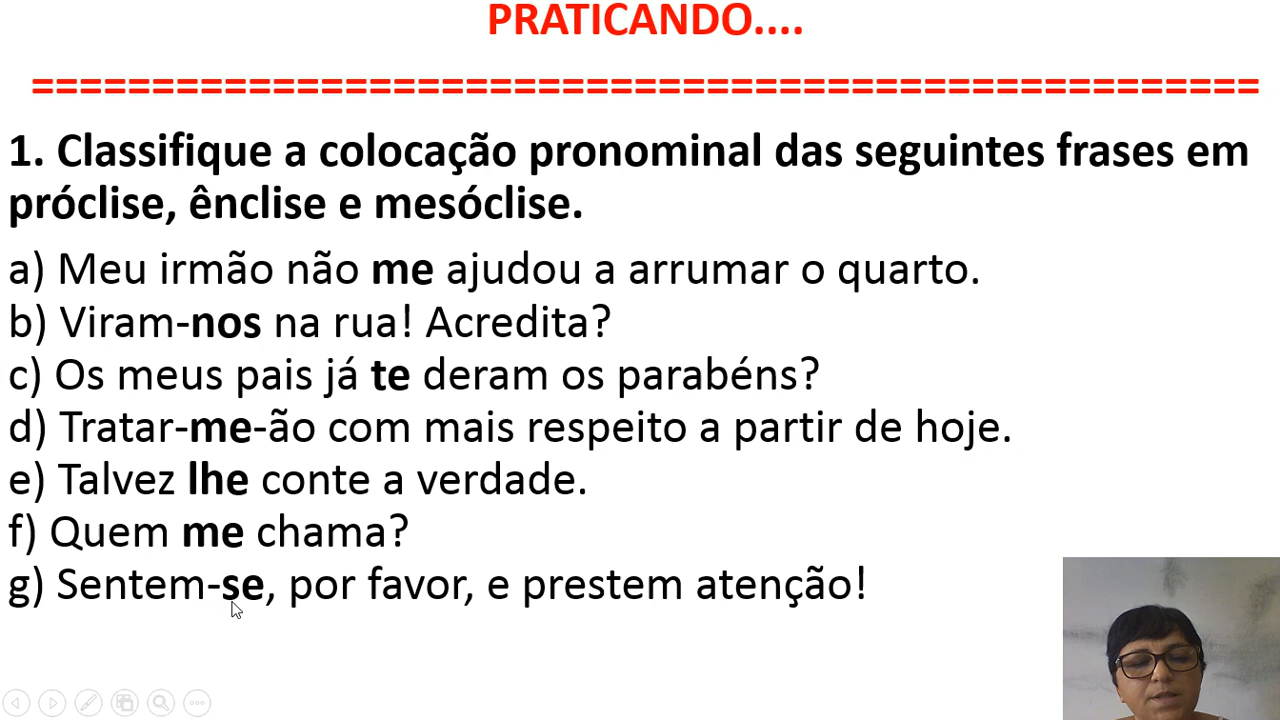 PRATICANDO....
===================================================
1. Classifique a colocação pronominal das seguintes frases em
próclise, ênclise e mesóclise.
a) Meu irmão não me ajudou a arrumar o quarto.
b) Viram-nos na rua! Acredita?
c) Os meus pais já te deram os parabéns?
d) Tratar-me-ão com mais respeito a partir de hoje.
e) Talvez lhe conte a verdade.
f) Quem me chama?
g) Sentem-se, por favor, e prestem atenção!